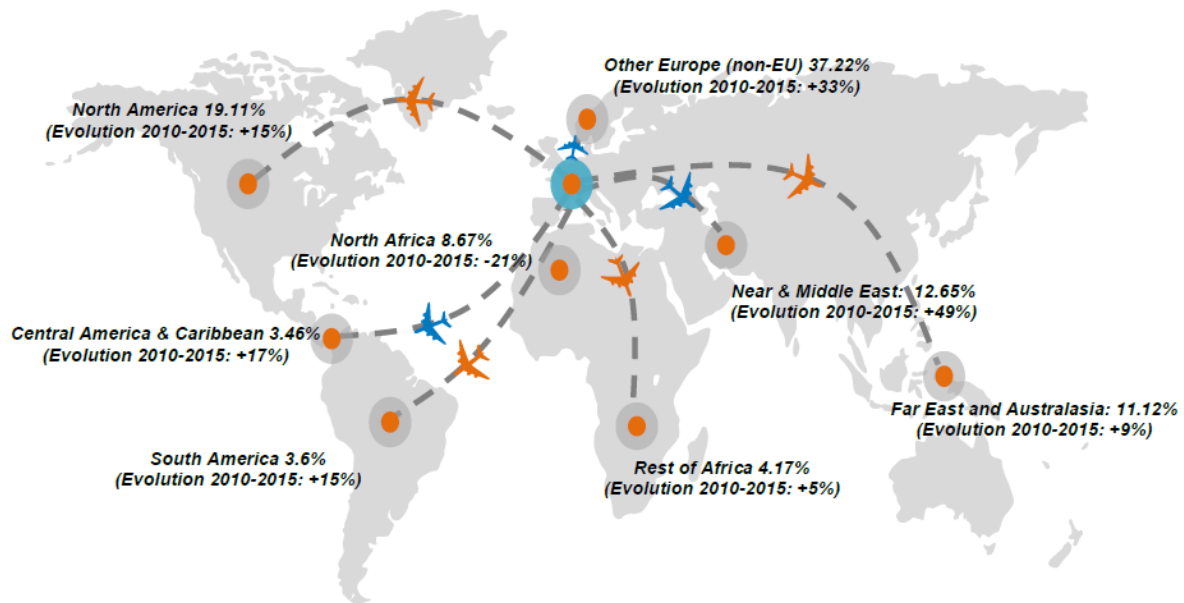 Other Europe (non-EU) 37.22%
(Evolution 2010-2015: +33%)
North America 19.11%
(Evolution 2010-2015: +15%)
North Africa 8.67%
(Evolution 2010-2015: -21%)
Near & Middle East: 12.65%
(Evolution 2010-2015: +49%)
Central America & Caribbean 3.46%
(Evolution 2010-2015: +17%)
Far East and Australasia: 11.12%
(Evolution 2010-2015: +9%)
South America 3.6%
(Evolution 2010-2015: +15%)
Rest of Africa 4.17%
(Evolution 2010-2015: +5%)